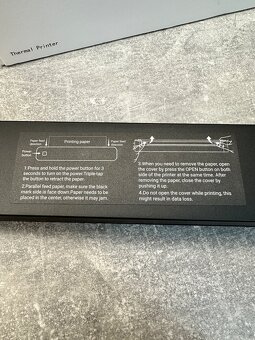 Thermal Printer
Paper feed
direction
Printing paper
Paper feed
Power
button
1.Press and hold the power button for 3
seconds to turn on the power Triple-tap
the button to retract the paper.
2.Parallel feed paper, make sure the black
mark side is face down Paper needs to be
placed in the center, otherwise it may jam.
3.When you need to remove the paper, open
the cover by press the OPEN button on both
side of the printer at the same time. After
removing the paper, close the cover by
pushing it up.
4.Do not open the cover while printing, this
might result in data loss.